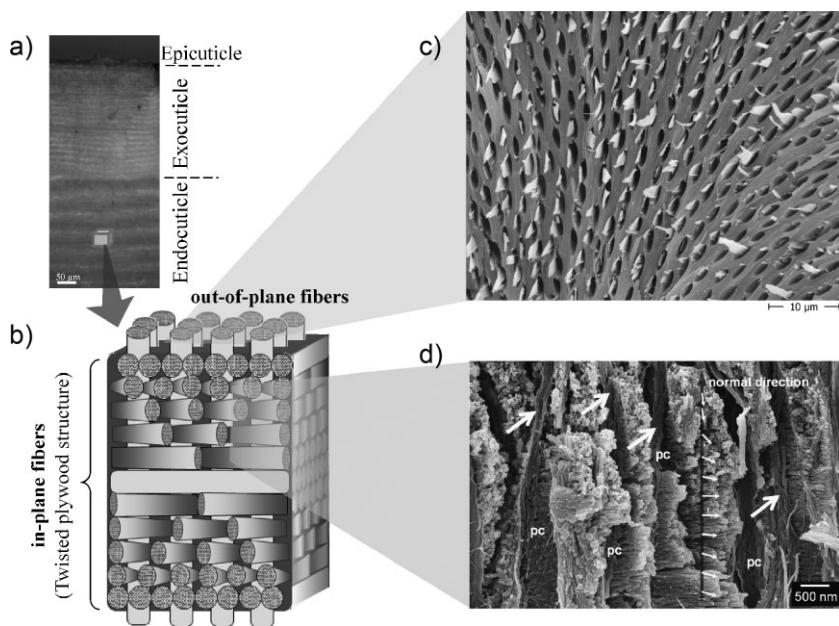 a)
Epicuticle
Exocuticle
Endocuticle
50 µm
b)
out-of-plane fibers
in-plane fibers
(Twisted plywood structure)
c)
10 µm
d)
normal direction
pc
pc
pc
pc
500 nm